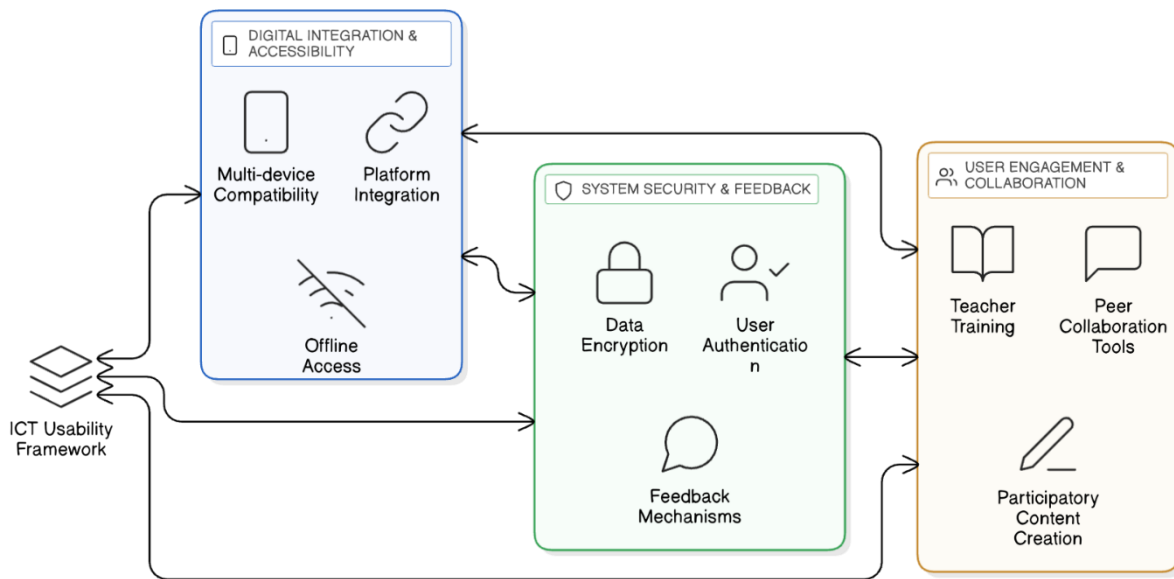 DIGITAL INTEGRATION &
ACCESSIBILITY
Multi-device
Compatibility
Platform
Integration
Offline
Access
ICT Usability
Framework
SYSTEM SECURITY & FEEDBACK
Data
Encryption
User
Authenticatio
n
Feedback
Mechanisms
USER ENGAGEMENT &
COLLABORATION
Teacher
Training
Peer
Collaboration
Tools
Participatory
Content
Creation